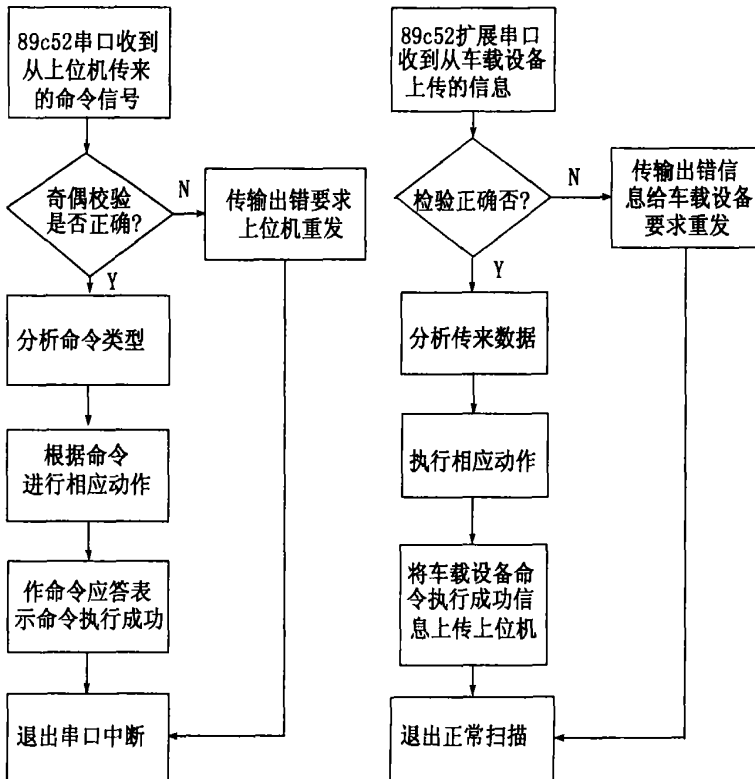 89c52串口收到
从上位机传来
的命令信号
奇偶校验
是否正确?
N
传输出错要求
上位机重发
Y
分析命令类型
根据命令
进行相应动作
作命令应答表
示命令执行成功
退出串口中断
89c52扩展串口
收到从车载设备
上传的信息
检验正确否?
N
传输出错信
息给车载设备
要求重发
Y
分析传来数据
执行相应动作
将车载设备命
令执行成功信
息上传上位机
退出正常扫描